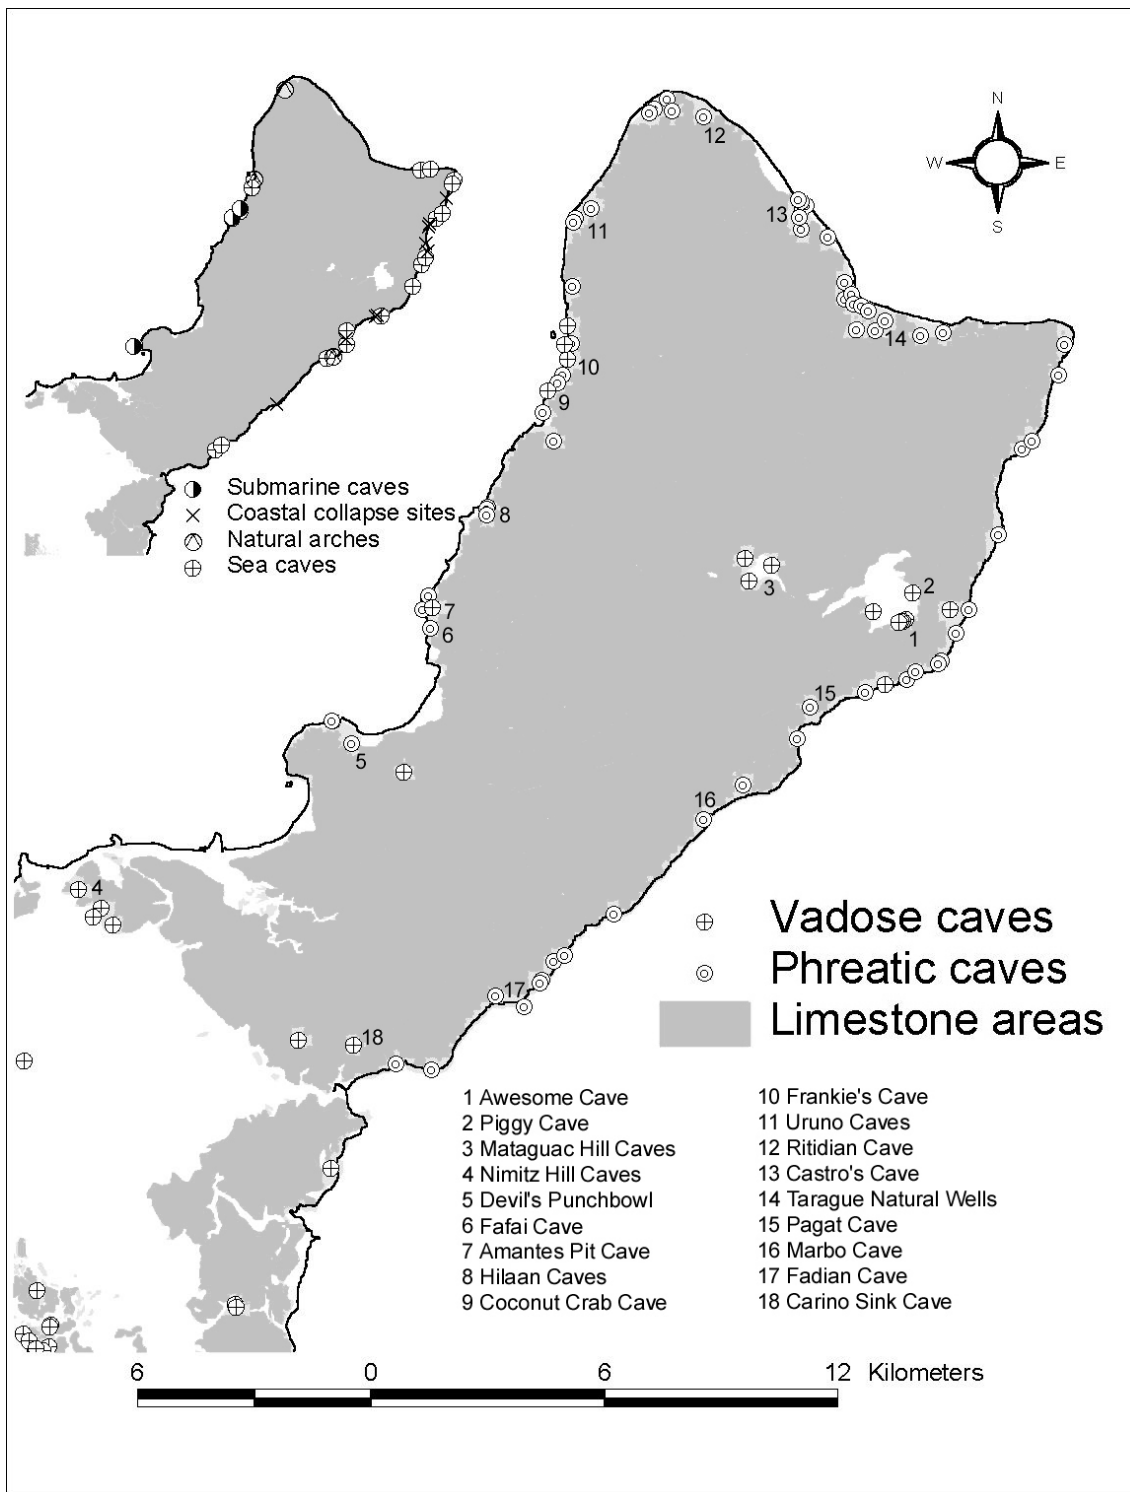 N
W E
S
12
13
11
14
10
9
8
Submarine caves
Coastal collapse sites
Natural arches
Sea caves
3
2
7
6
1
15
5
16
4
17
18
Vadose caves
Phreatic caves
Limestone areas
1 Awesome Cave
2 Piggy Cave
3 Mataguac Hill Caves
4 Nimitz Hill Caves
5 Devil's Punchbowl
6 Fafai Cave
7 Amantes Pit Cave
8 Hilaan Caves
9 Coconut Crab Cave
10 Frankie's Cave
11 Uruno Caves
12 Ritidian Cave
13 Castro's Cave
14 Tarague Natural Wells
15 Pagat Cave
16 Marbo Cave
17 Fadian Cave
18 Carino Sink Cave
6 0 6 12 Kilometers